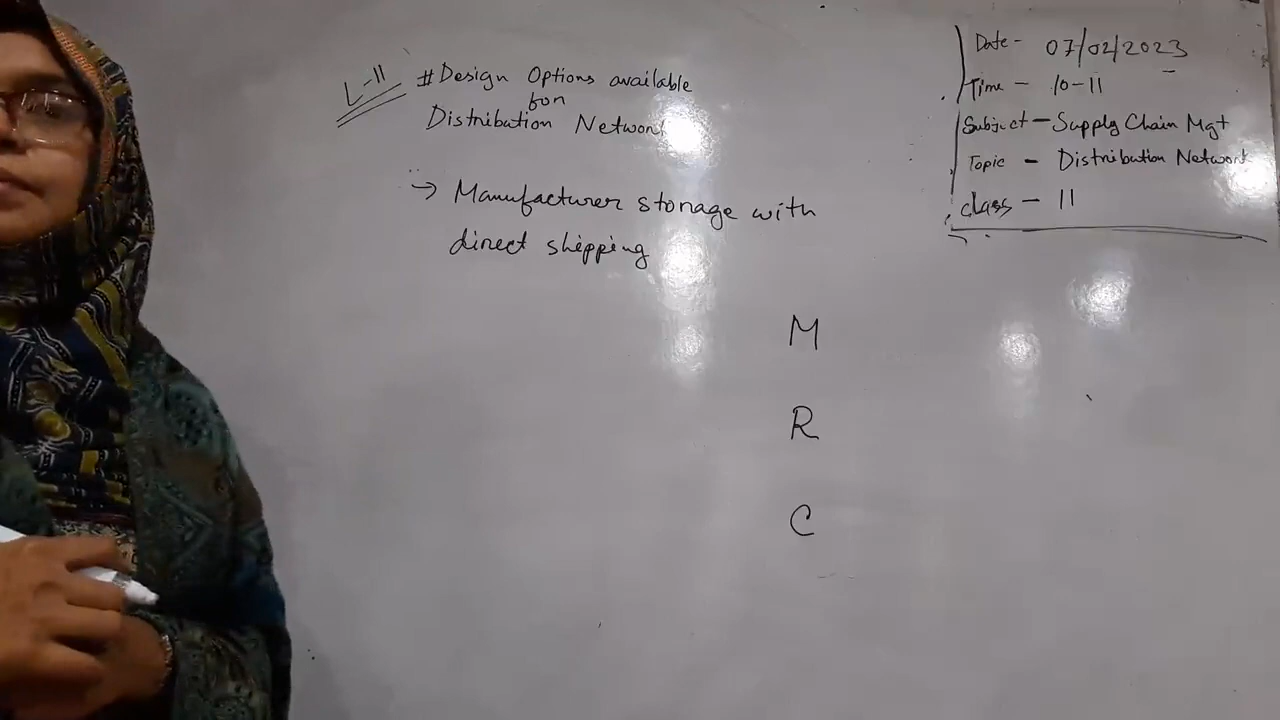 L-11
# Design Options available
for
Distribution Network
→ Manufacturer storage with
direct shipping
M
R
C
Date - 07/02/2023
Time - 10-11
Subject - Supply Chain Mgt
Topic - Distribution Network
class - 11